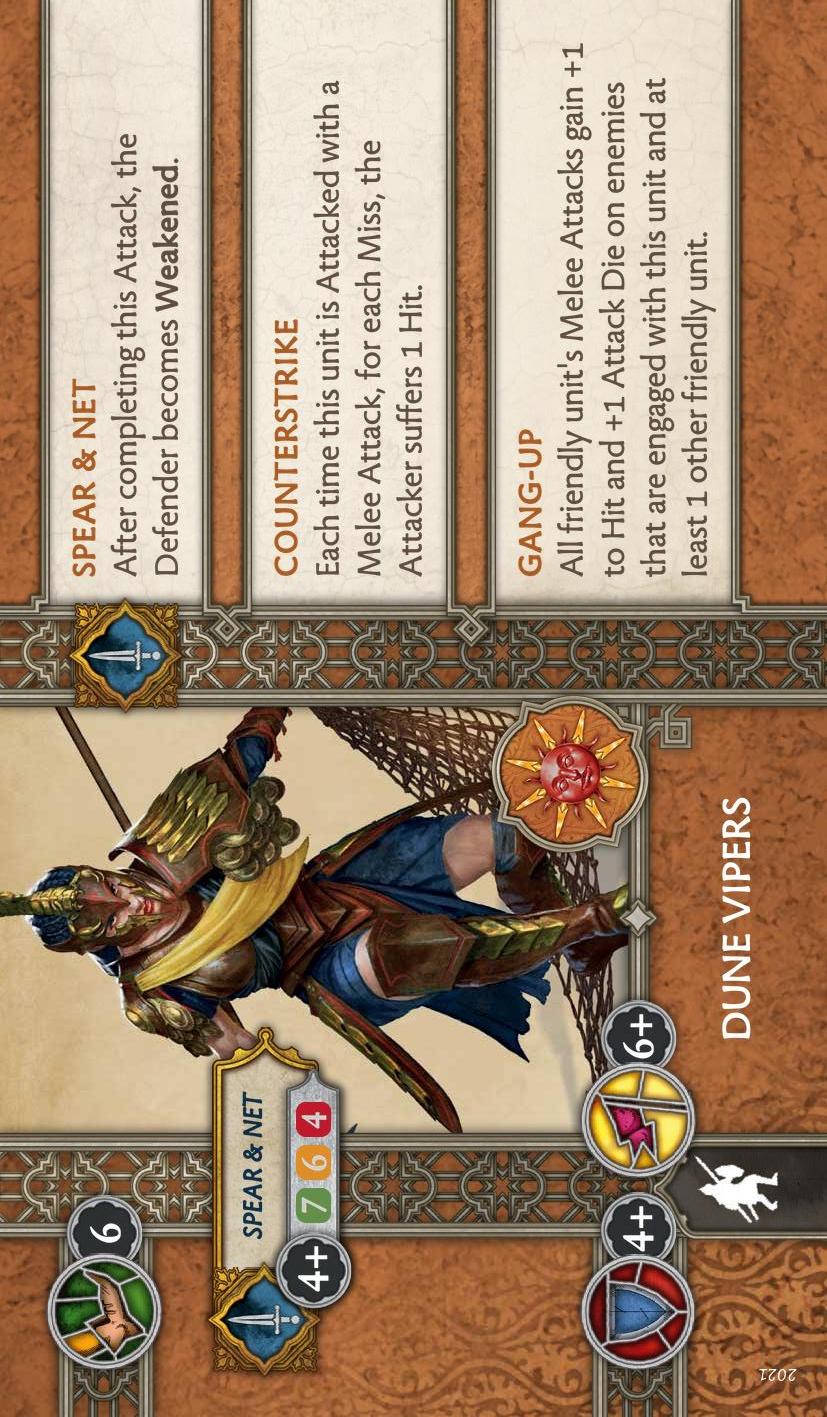 6
SPEAR & NET
4+
7 6 4
4+
6+
DUNE VIPERS
2021
SPEAR & NET
After completing this Attack, the
Defender becomes Weakened.
COUNTERSTRIKE
Each time this unit is Attacked with a
Melee Attack, for each Miss, the
Attacker suffers 1 Hit.
GANG-UP
All friendly unit's Melee Attacks gain +1
to Hit and +1 Attack Die on enemies
that are engaged with this unit and at
least 1 other friendly unit.